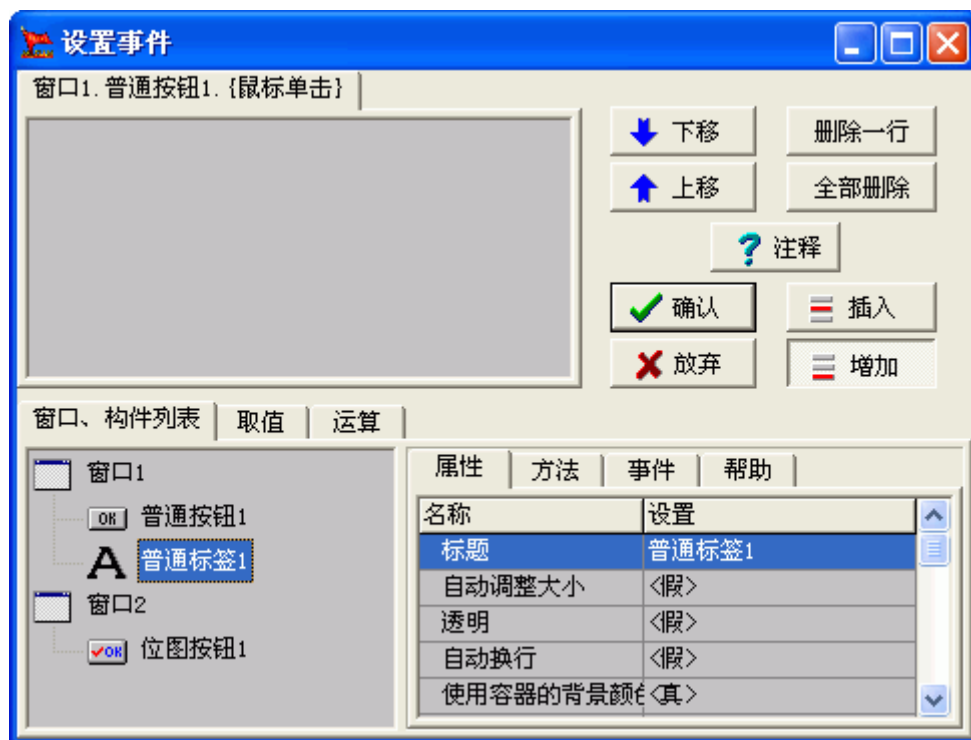 设置事件
窗口1.普通按钮1.{鼠标单击}
下移
删除一行
上移
全部删除
注释
确认
插入
放弃
增加
窗口、构件列表
取值
运算
窗口1
OK 普通按钮1
A 普通标签1
窗口2
OK 位图按钮1
属性
方法
事件
帮助
名称 设置
标题 普通标签1
自动调整大小 <假>
透明 <假>
自动换行 <假>
使用容器的背景颜色 <真>